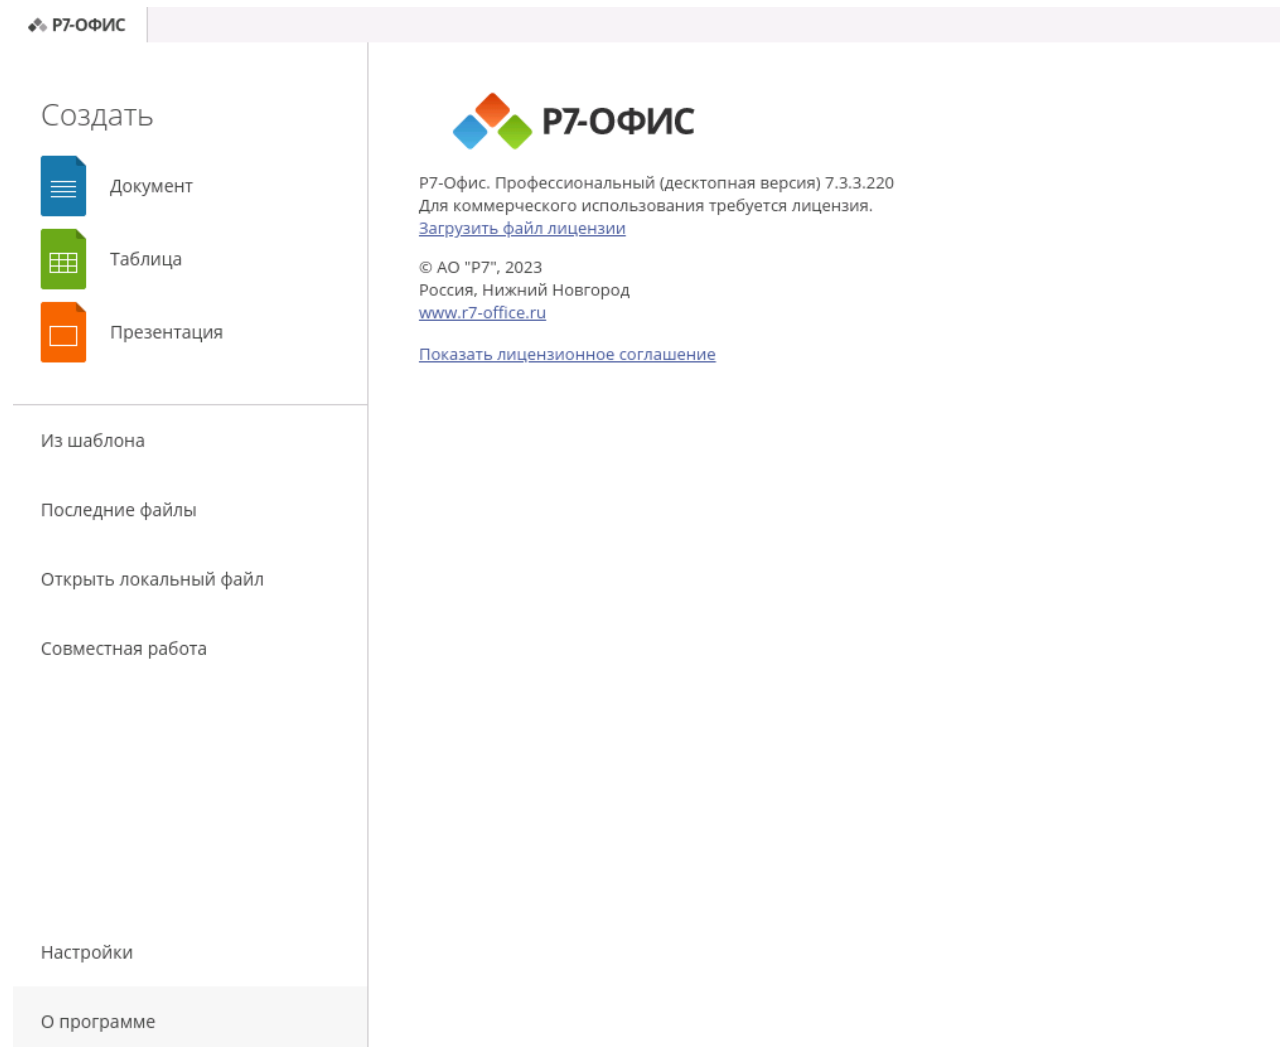 Р7-ОФИС
Создать
Документ
Таблица
Презентация
Из шаблона
Последние файлы
Открыть локальный файл
Совместная работа
Настройки
О программе
Р7-ОФИС
Р7-Офис. Профессиональный (десктопная версия) 7.3.3.220
Для коммерческого использования требуется лицензия.
Загрузить файл лицензии
© АО "Р7", 2023
Россия, Нижний Новгород
www.r7-office.ru
Показать лицензионное соглашение